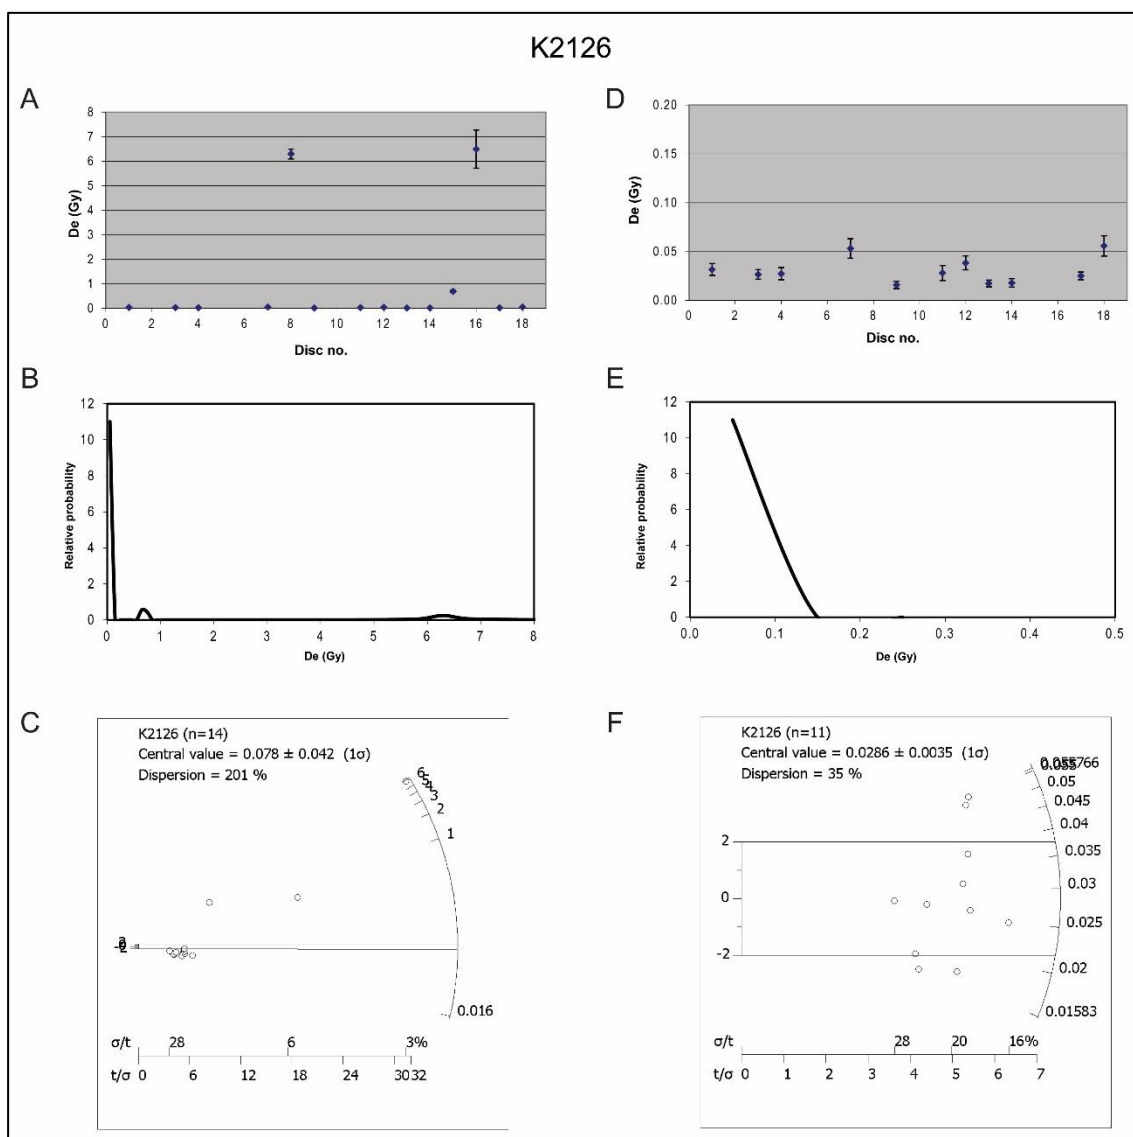 K2126
A
De (Gy)
8
7
6
5
4
3
2
1
0
0 2 4 6 8 10 12 14 16 18
Disc no.
D
De (Gy)
0.20
0.15
0.10
0.05
0.00
0 2 4 6 8 10 12 14 16 18
Disc no.
B
Relative probability
12
10
8
6
4
2
0
0 1 2 3 4 5 6 7 8
De (Gy)
E
Relative probability
12
10
8
6
4
2
0
0.0 0.1 0.2 0.3 0.4 0.5
De (Gy)
C
K2126 (n=14)
Central value = 0.078 ± 0.042 (1σ)
Dispersion = 201 %
6
5
4
3
2
1
0.016
σ/t 28 6 3%
t/σ 0 6 12 18 24 30 32
F
K2126 (n=11)
Central value = 0.0286 ± 0.0035 (1σ)
Dispersion = 35 %
2
0
-2
0.055766
0.055
0.05
0.045
0.04
0.035
0.03
0.025
0.02
0.01583
σ/t 28 20 16%
t/σ 0 1 2 3 4 5 6 7